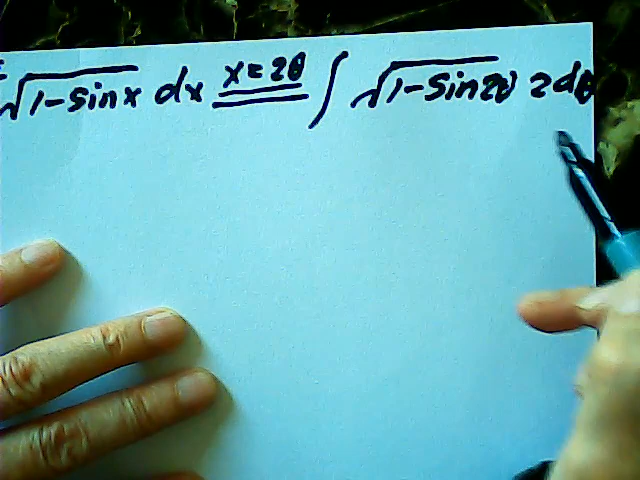 √(1-sinx) dx x=2θ ∫ √(1-sin2θ) 2dθ